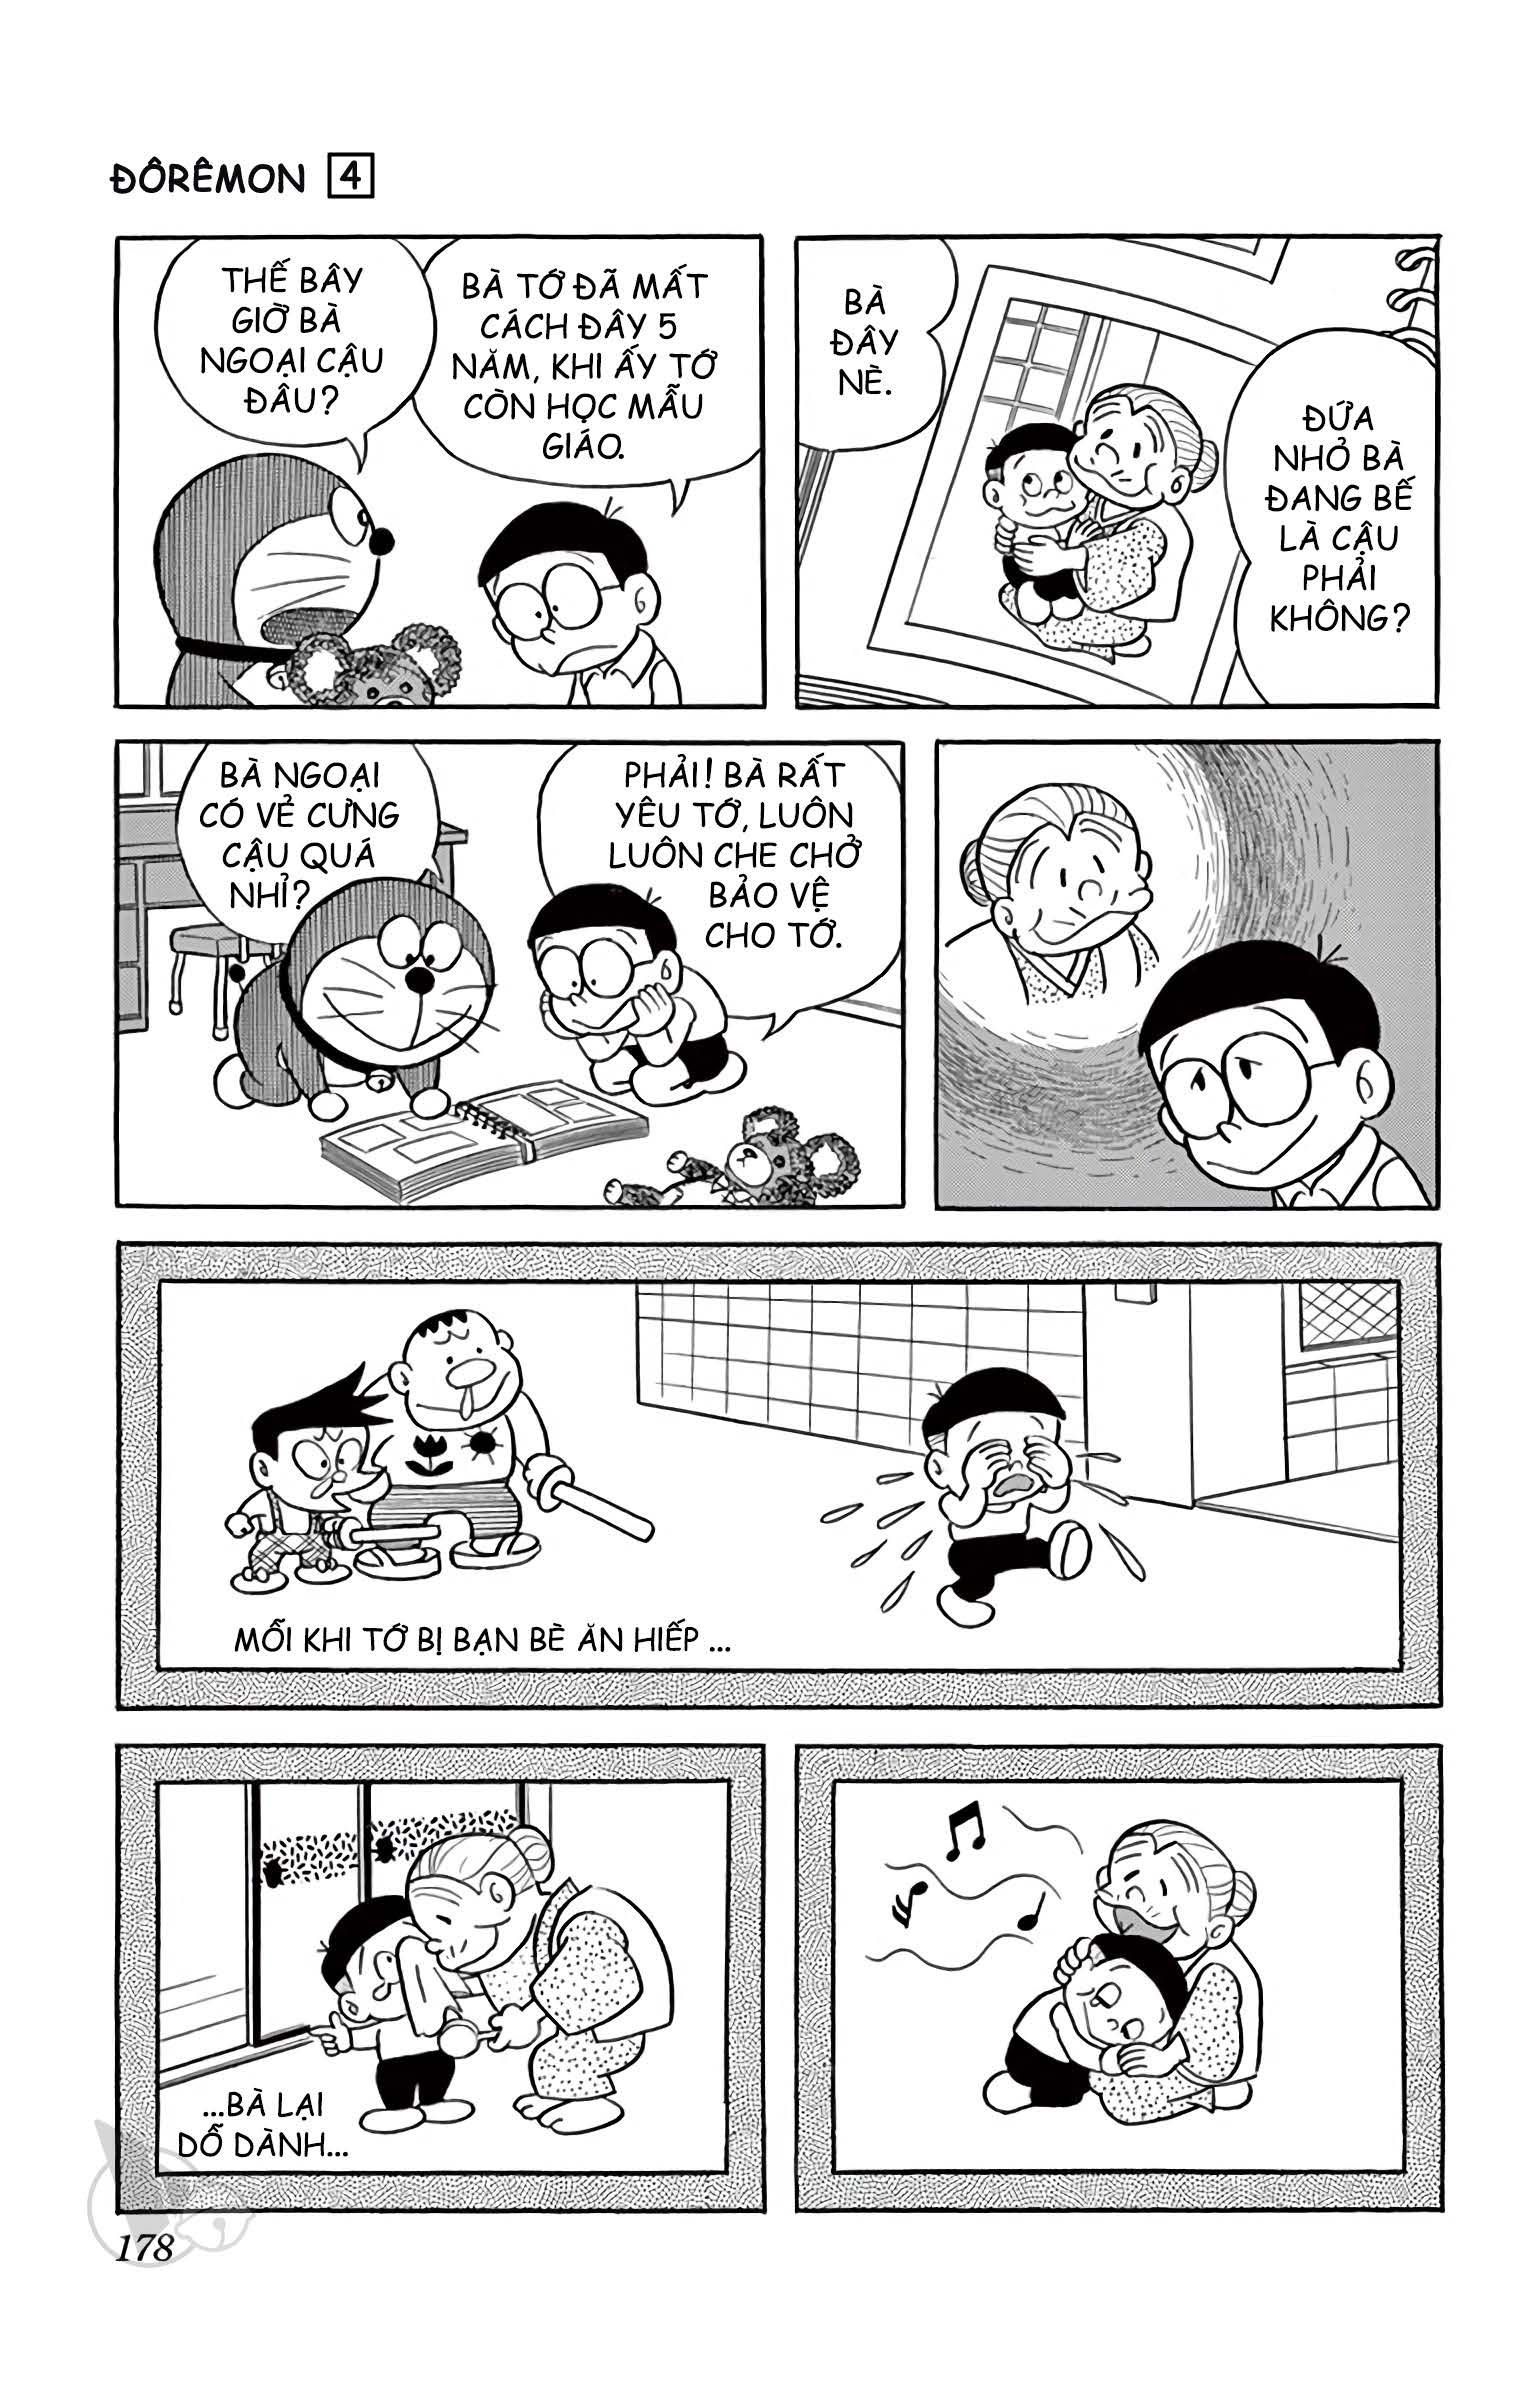 ĐÔRÊMON 4
THẾ BÂY
GIỜ BÀ
NGOẠI CẬU
ĐÂU?
BÀ TỚ ĐÃ MẤT
CÁCH ĐÂY 5
NĂM, KHI ẤY TỚ
CÒN HỌC MẪU
GIÁO.
BÀ
ĐÂY
NÈ.
ĐỨA
NHỎ BÀ
ĐANG BẾ
LÀ CẬU
PHẢI
KHÔNG?
BÀ NGOẠI
CÓ VẺ CƯNG
CẬU QUÁ
NHỈ?
PHẢI! BÀ RẤT
YÊU TỚ, LUÔN
LUÔN CHE CHỞ
BẢO VỆ
CHO TỚ.
MỖI KHI TỚ BỊ BẠN BÈ ĂN HIẾP ...
...BÀ LẠI
DỖ DÀNH...
178